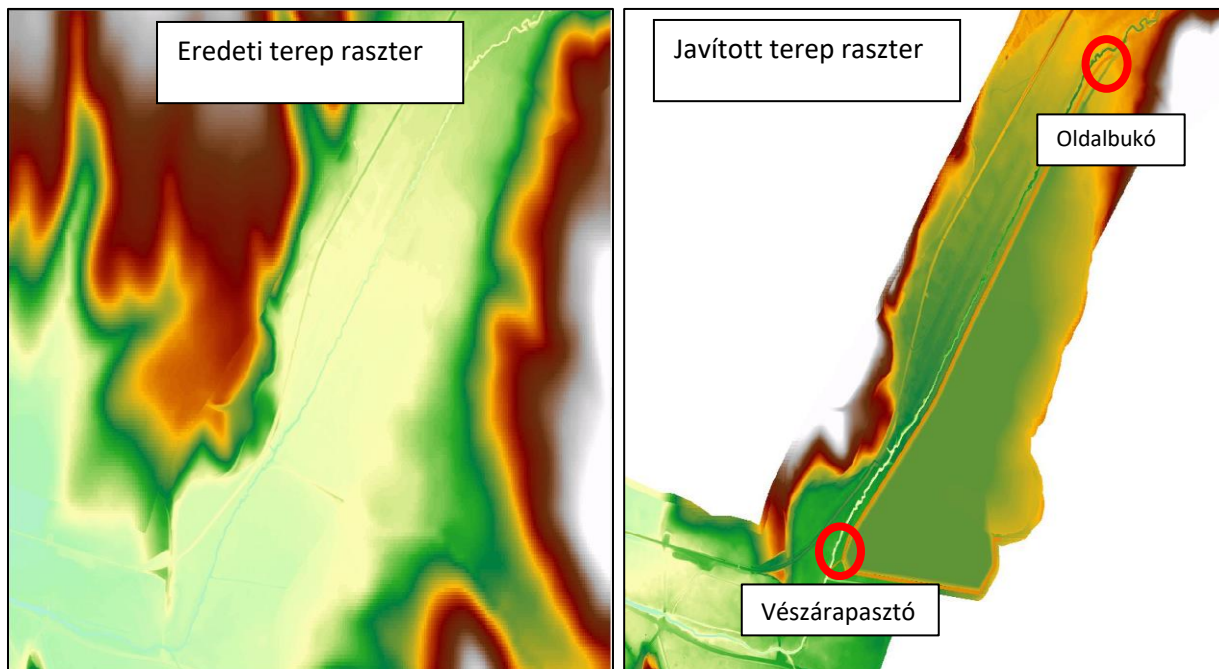 Eredeti terep raszter
Javított terep raszter
Oldalbukó
Vészárapasztó